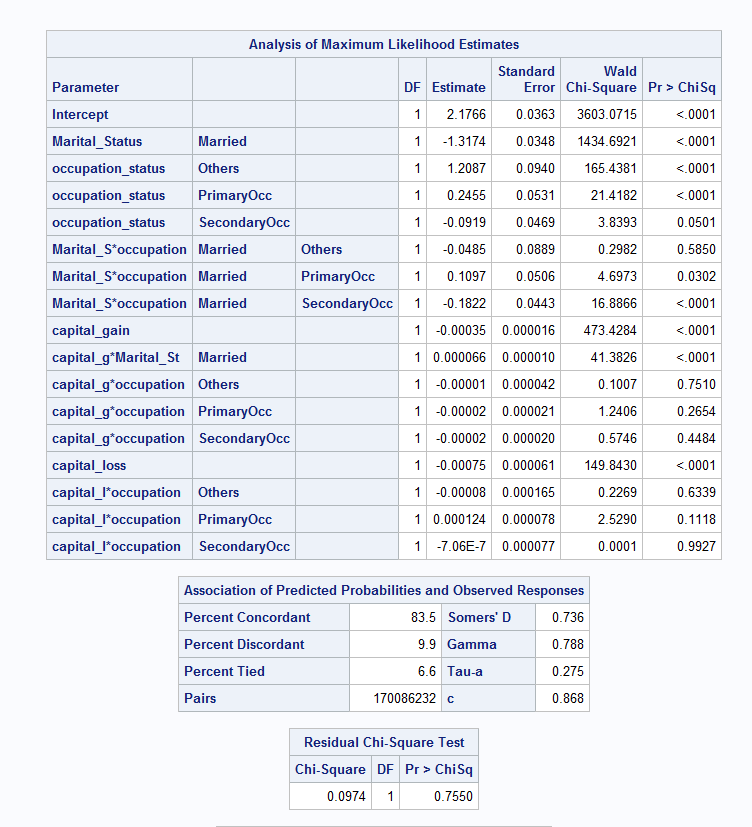 Analysis of Maximum Likelihood Estimates
Parameter DF Estimate Standard Error Wald Chi-Square Pr > ChiSq
Intercept 1 2.1766 0.0363 3603.0715 <.0001
Marital_Status Married 1 -1.3174 0.0348 1434.6921 <.0001
occupation_status Others 1 1.2087 0.0940 165.4381 <.0001
occupation_status PrimaryOcc 1 0.2455 0.0531 21.4182 <.0001
occupation_status SecondaryOcc 1 -0.0919 0.0469 3.8393 0.0501
Marital_S*occupation Married Others 1 -0.0485 0.0889 0.2982 0.5850
Marital_S*occupation Married PrimaryOcc 1 0.1097 0.0506 4.6973 0.0302
Marital_S*occupation Married SecondaryOcc 1 -0.1822 0.0443 16.8866 <.0001
capital_gain 1 -0.00035 0.000016 473.4284 <.0001
capital_g*Marital_St Married 1 0.000066 0.000010 41.3826 <.0001
capital_g*occupation Others 1 -0.00001 0.000042 0.1007 0.7510
capital_g*occupation PrimaryOcc 1 -0.00002 0.000021 1.2406 0.2654
capital_g*occupation SecondaryOcc 1 -0.00002 0.000020 0.5746 0.4484
capital_loss 1 -0.00075 0.000061 149.8430 <.0001
capital_l*occupation Others 1 -0.00008 0.000165 0.2269 0.6339
capital_l*occupation PrimaryOcc 1 0.000124 0.000078 2.5290 0.1118
capital_l*occupation SecondaryOcc 1 -7.06E-7 0.000077 0.0001 0.9927
Association of Predicted Probabilities and Observed Responses
Percent Concordant 83.5 Somers' D 0.736
Percent Discordant 9.9 Gamma 0.788
Percent Tied 6.6 Tau-a 0.275
Pairs 170086232 c 0.868
Residual Chi-Square Test
Chi-Square DF Pr > ChiSq
0.0974 1 0.7550